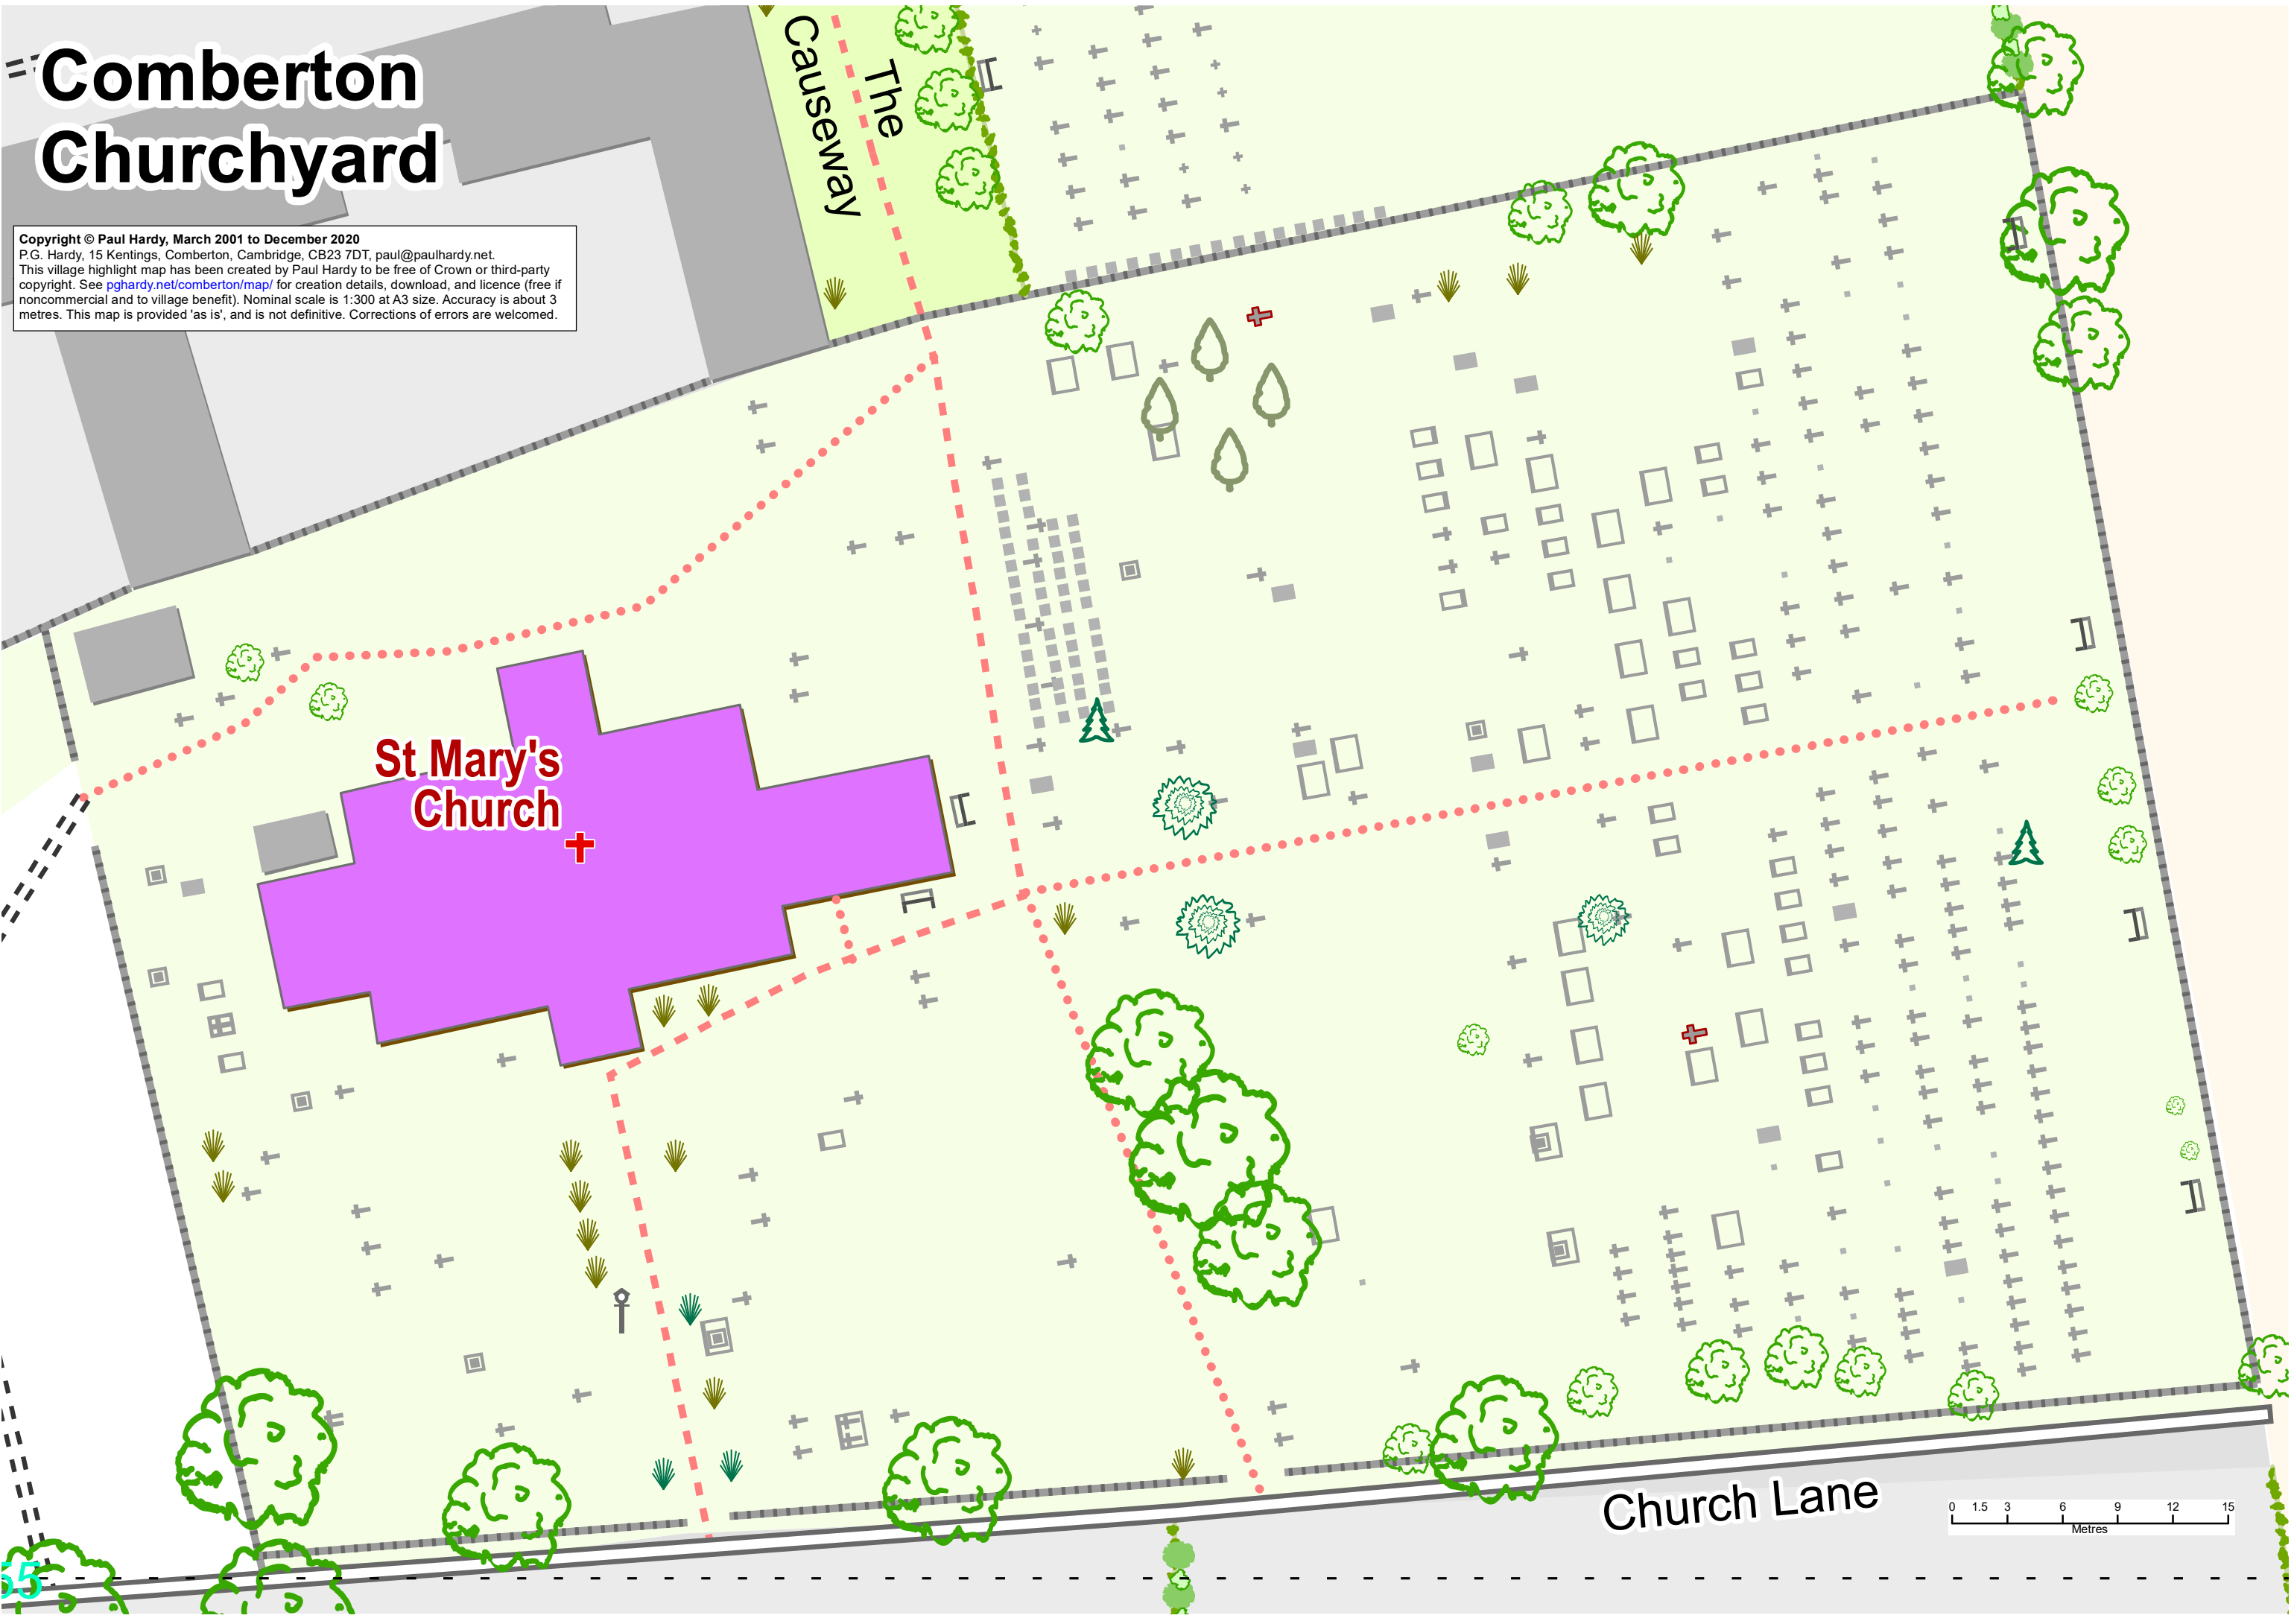 Comberton
Churchyard
Copyright © Paul Hardy, March 2001 to December 2020
P.G. Hardy, 15 Kentings, Comberton, Cambridge, CB23 7DT, paul@paulhardy.net.
This village highlight map has been created by Paul Hardy to be free of Crown or third-party
copyright. See pghardy.net/comberton/map/ for creation details, download, and licence (free if
noncommercial and to village benefit). Nominal scale is 1:300 at A3 size. Accuracy is about 3
metres. This map is provided 'as is', and is not definitive. Corrections of errors are welcomed.
The
Causeway
St Mary's
Church
Church Lane
0 1.5 3 6 9 12 15
Metres
55